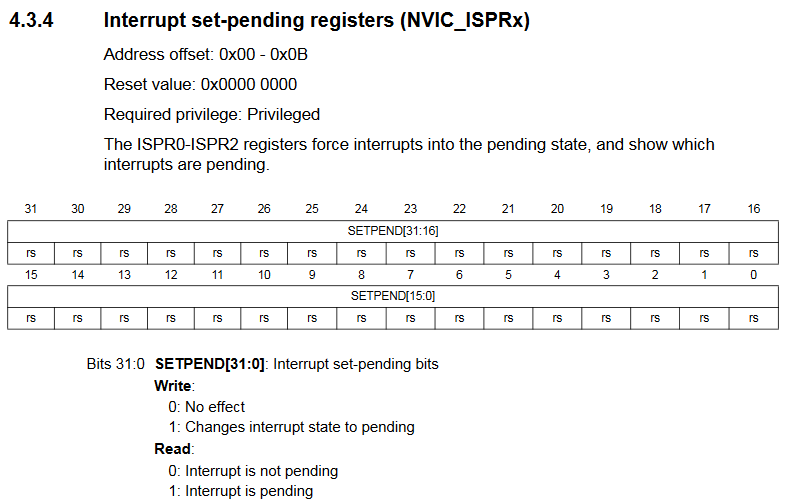 4.3.4 Interrupt set-pending registers (NVIC_ISPRx)
Address offset: 0x00 - 0x0B
Reset value: 0x0000 0000
Required privilege: Privileged
The ISPR0-ISPR2 registers force interrupts into the pending state, and show which
interrupts are pending.
31 30 29 28 27 26 25 24 23 22 21 20 19 18 17 16
SETPEND[31:16]
rs rs rs rs rs rs rs rs rs rs rs rs rs rs rs rs
15 14 13 12 11 10 9 8 7 6 5 4 3 2 1 0
SETPEND[15:0]
rs rs rs rs rs rs rs rs rs rs rs rs rs rs rs rs
Bits 31:0 SETPEND[31:0]: Interrupt set-pending bits
Write:
0: No effect
1: Changes interrupt state to pending
Read:
0: Interrupt is not pending
1: Interrupt is pending